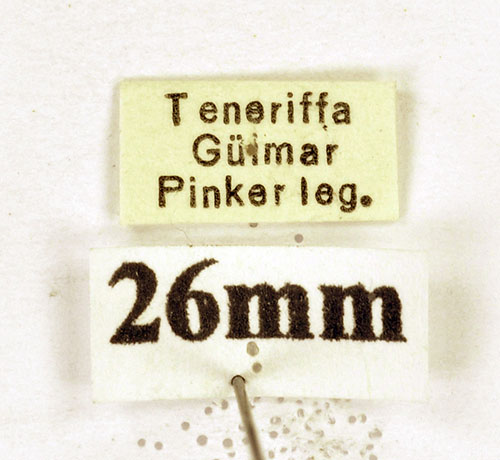 Teneriffa
Güimar
Pinker leg.
26mm